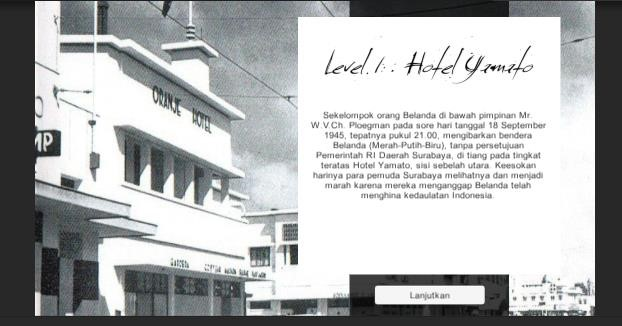 Level 1 : Hotel Yamato
ORANJE HOTEL
Sekelompok orang Belanda di bawah pimpinan Mr.
W.V.Ch. Ploegman pada sore hari tanggal 18 September
1945, tepatnya pukul 21.00, mengibarkan bendera
Belanda (Merah-Putih-Biru), tanpa persetujuan
Pemerintah RI Daerah Surabaya, di tiang pada tingkat
teratas Hotel Yamato, sisi sebelah utara. Keesokan
harinya para pemuda Surabaya melihatnya dan menjadi
marah karena mereka menganggap Belanda telah
menghina kedaulatan Indonesia.
Lanjutkan